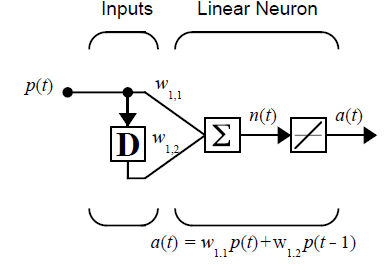 Inputs Linear Neuron
p(t) w1,1 n(t) a(t)
D w1,2 Σ
a(t) = w1,1p(t)+w1,2p(t - 1)